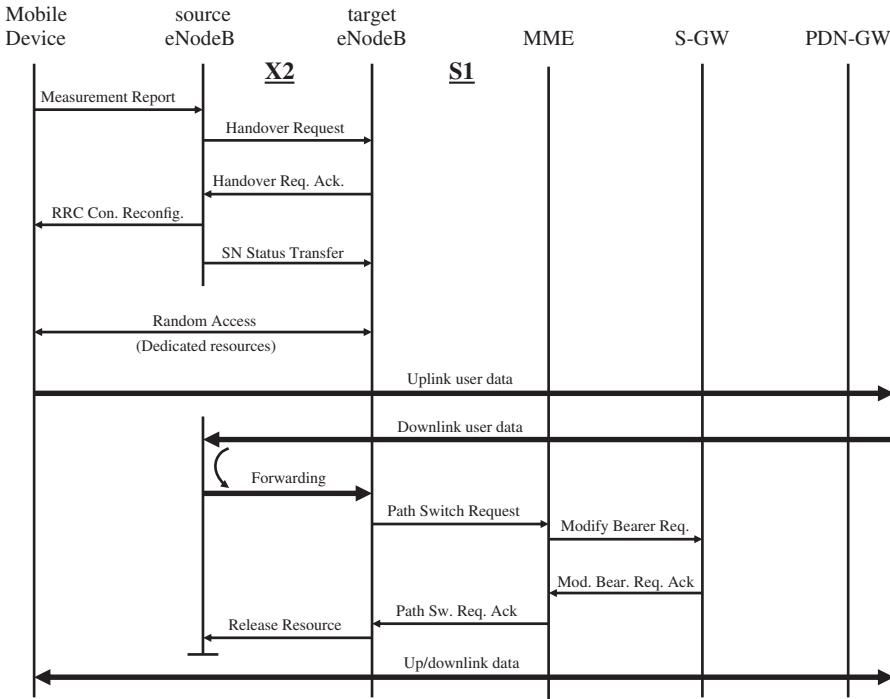 Mobile Device
source eNodeB
target eNodeB
MME
S-GW
PDN-GW
X2
S1
Measurement Report
Handover Request
Handover Req. Ack.
RRC Con. Reconfig.
SN Status Transfer
Random Access
(Dedicated resources)
Uplink user data
Downlink user data
Forwarding
Path Switch Request
Modify Bearer Req.
Mod. Bear. Req. Ack
Path Sw. Req. Ack
Release Resource
Up/downlink data